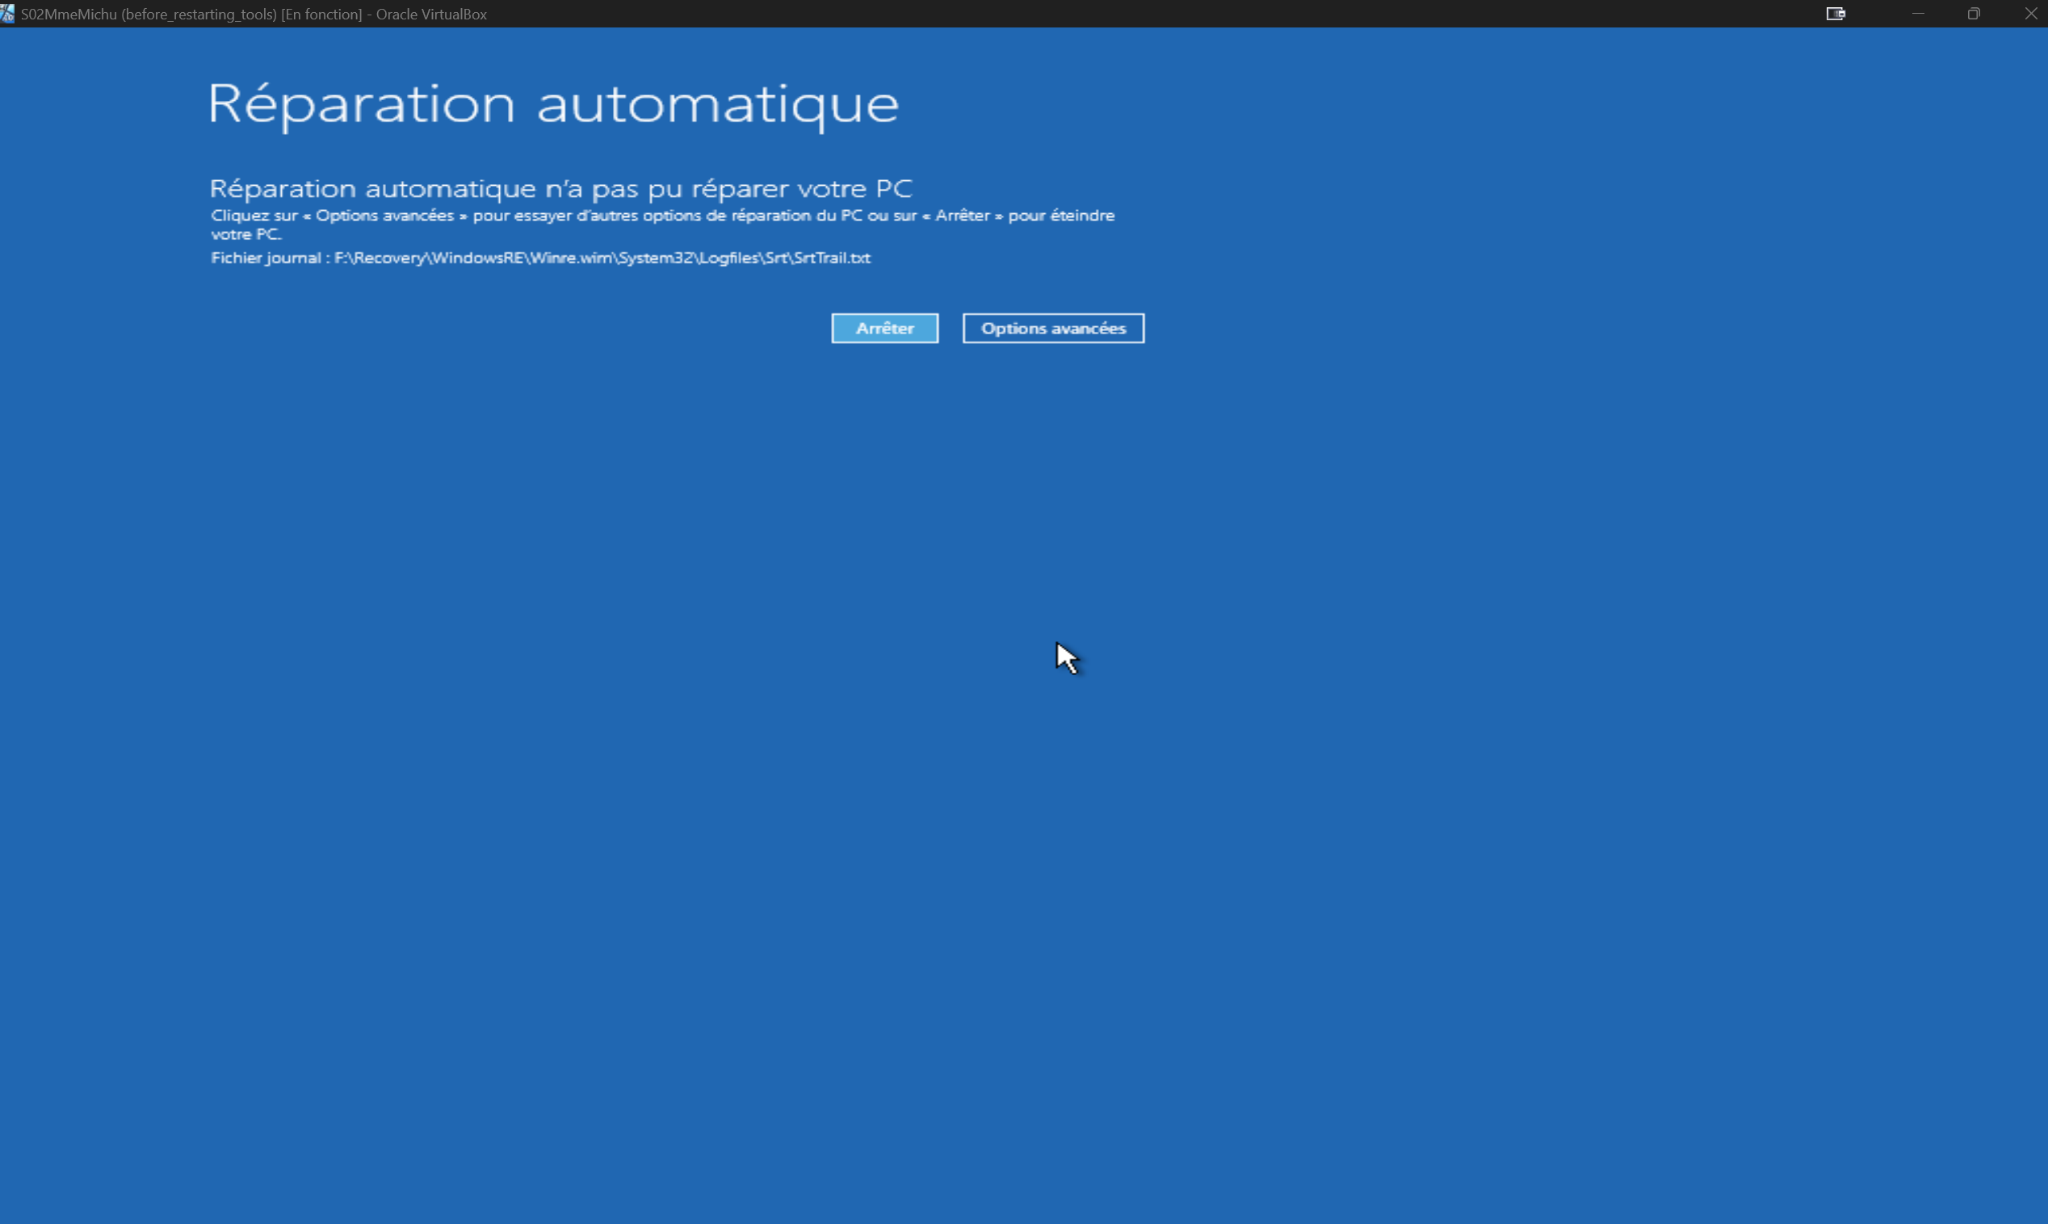 S02MmeMichu (before_restarting_tools) [En fonction] - Oracle VirtualBox
Réparation automatique
Réparation automatique n'a pas pu réparer votre PC
Cliquez sur « Options avancées » pour essayer d'autres options de réparation du PC ou sur « Arrêter » pour éteindre
votre PC.
Fichier journal : F:\Recovery\WindowsRE\Winre.wim\System32\Logfiles\Srt\SrtTrail.txt
Arrêter
Options avancées